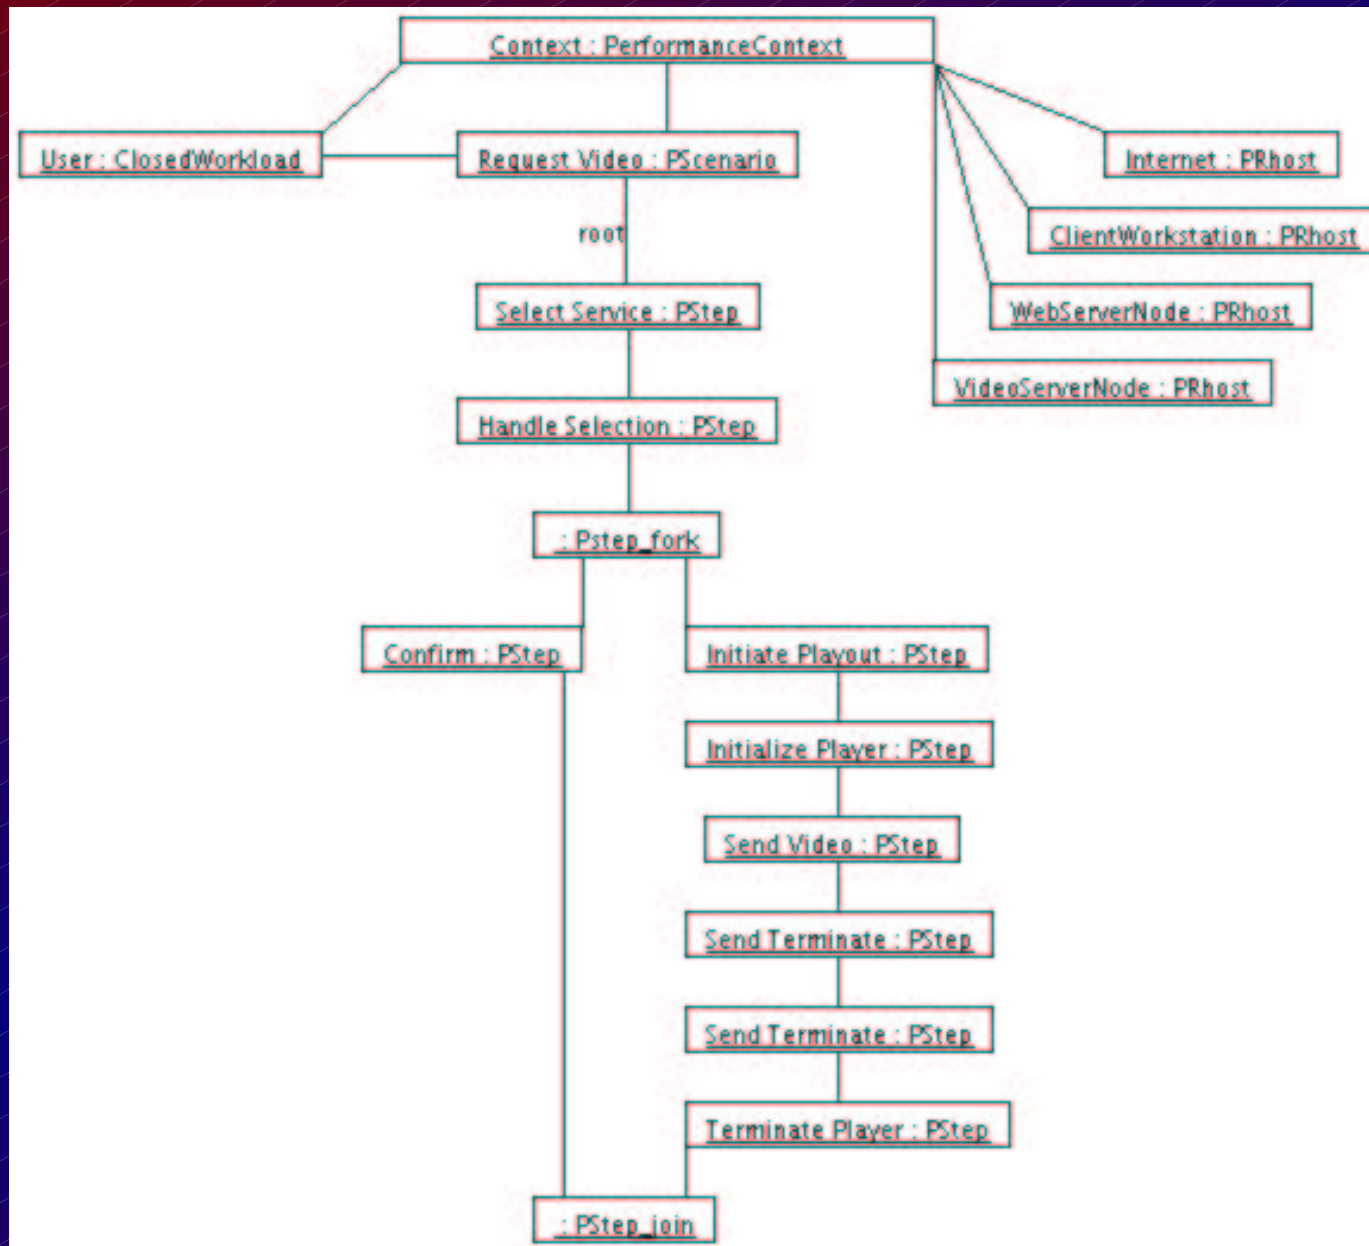 Context : PerformanceContext
User : ClosedWorkload
Request Video : PScenario
Internet : PRhost
root
ClientWorkstation : PRhost
Select Service : PStep
WebServerNode : PRhost
VideoServerNode : PRhost
Handle Selection : PStep
: Pstep_fork
Confirm : PStep
Initiate Playout : PStep
Initialize Player : PStep
Send Video : PStep
Send Terminate : PStep
Send Terminate : PStep
Terminate Player : PStep
: PStep_join